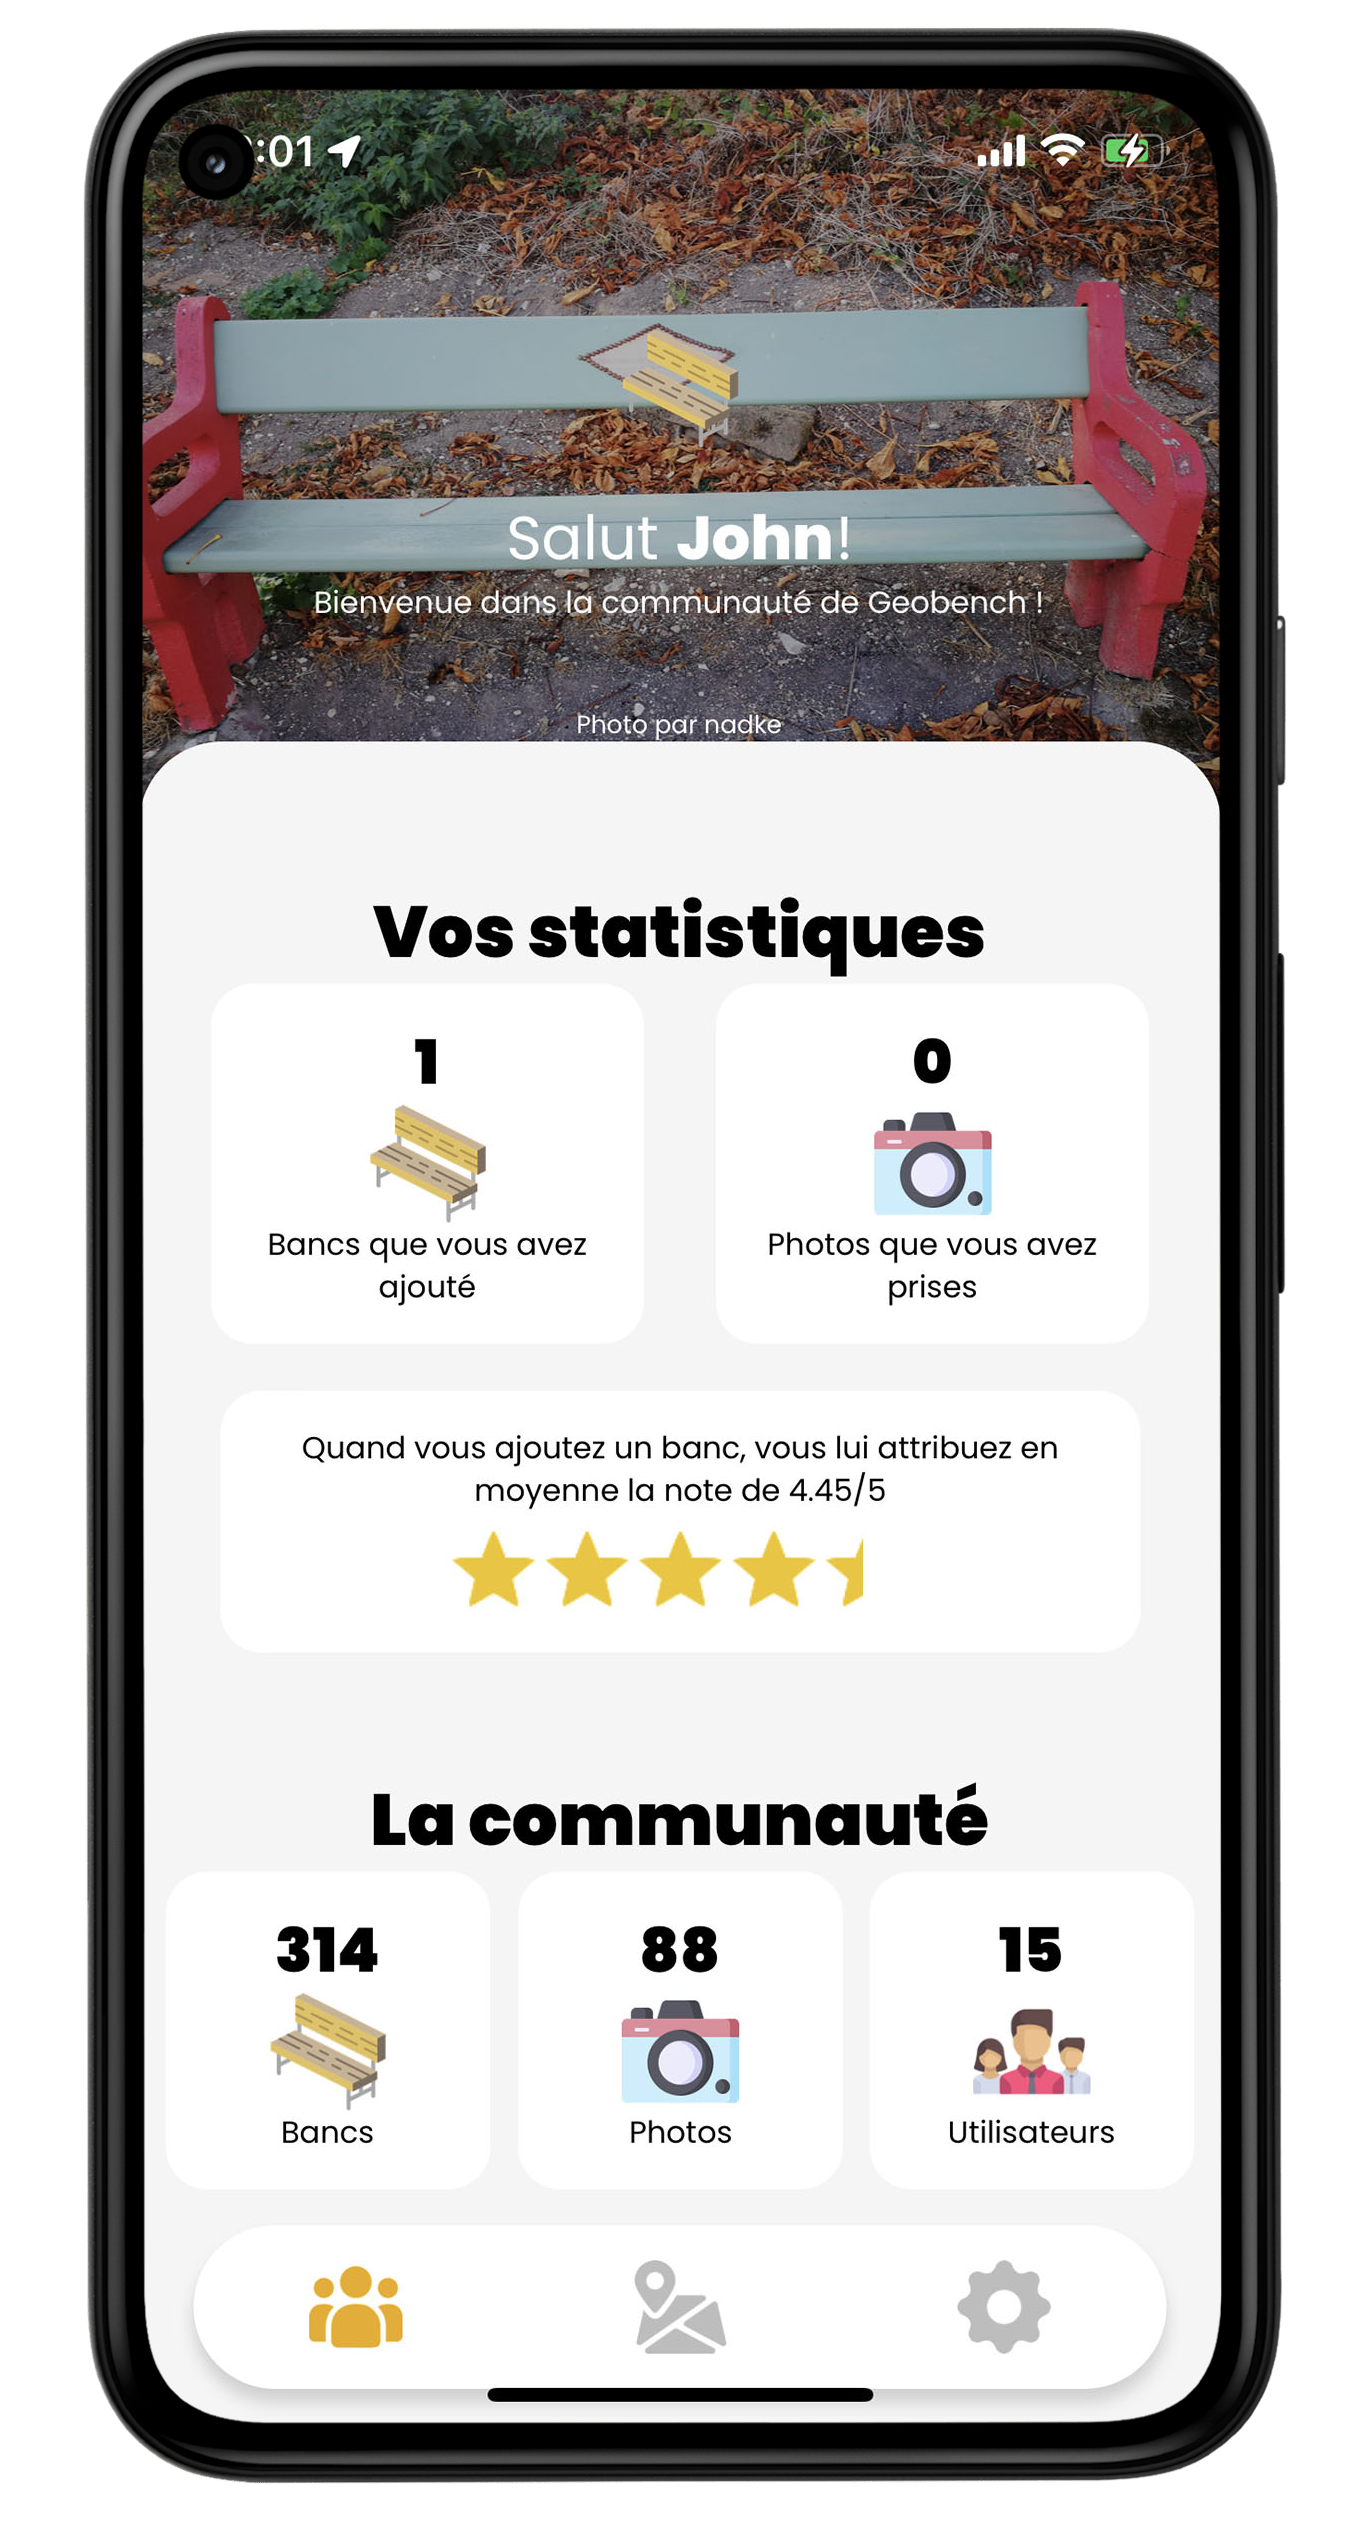 :01
Salut John!
Bienvenue dans la communauté de Geobench !
Photo par nadke
Vos statistiques
1
Bancs que vous avez
ajouté
0
Photos que vous avez
prises
Quand vous ajoutez un banc, vous lui attribuez en
moyenne la note de 4.45/5
La communauté
314
Bancs
88
Photos
15
Utilisateurs